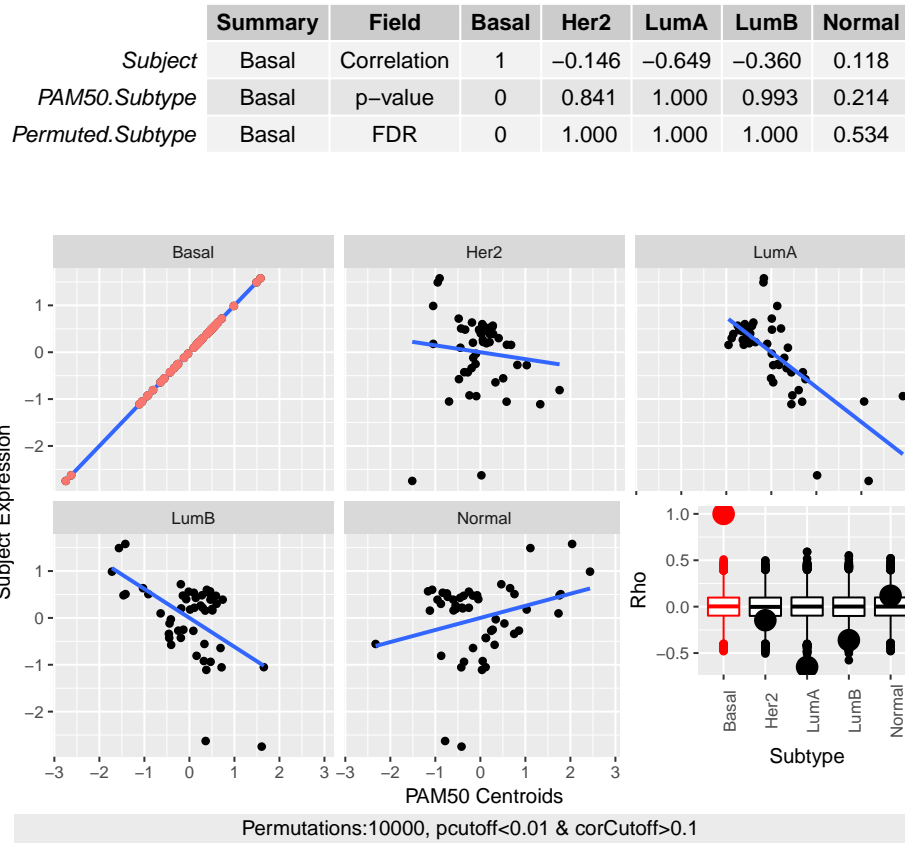 Summary Field Basal Her2 LumA LumB Normal
Subject Basal Correlation 1 −0.146 −0.649 −0.360 0.118
PAM50.Subtype Basal p−value 0 0.841 1.000 0.993 0.214
Permuted.Subtype Basal FDR 0 1.000 1.000 1.000 0.534
Basal Her2 LumA
1
0
−1
−2
Subject Expression
LumB Normal
1
0
−1
−2
−3 −2 −1 0 1 2 3 −3 −2 −1 0 1 2 3
PAM50 Centroids
1.0
0.5
0.0
−0.5
Rho
Basal Her2 LumA LumB Normal
Subtype
Permutations:10000, pcutoff<0.01 & corCutoff>0.1